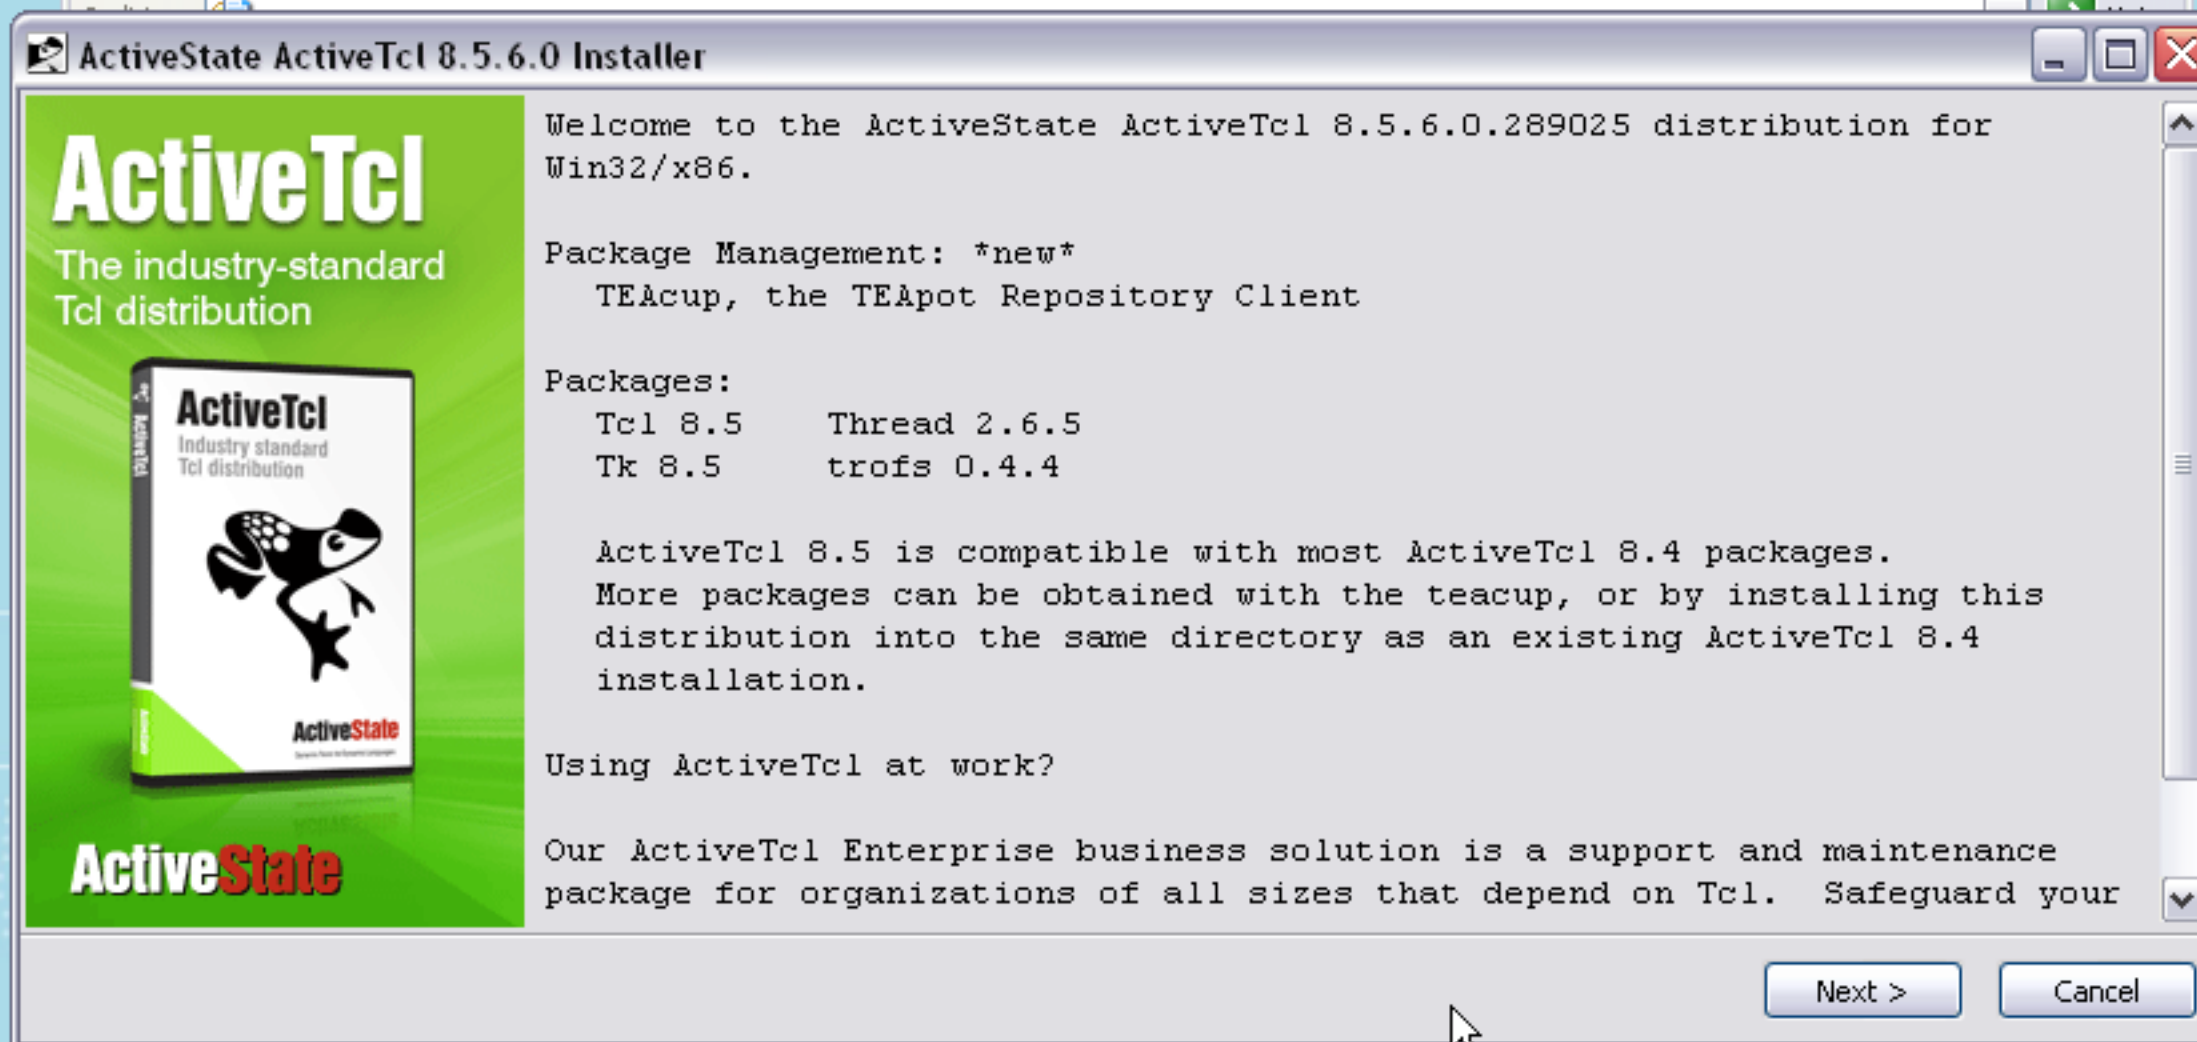 ActiveState ActiveTcl 8.5.6.0 Installer
ActiveTcl
The industry-standard
Tcl distribution
ActiveTcl
ActiveTcl
Industry standard
Tcl distribution
ActiveState
ActiveState
Welcome to the ActiveState ActiveTcl 8.5.6.0.289025 distribution for
Win32/x86.
Package Management: *new*
TEAcup, the TEApot Repository Client
Packages:
Tcl 8.5 Thread 2.6.5
Tk 8.5 trofs 0.4.4
ActiveTcl 8.5 is compatible with most ActiveTcl 8.4 packages.
More packages can be obtained with the teacup, or by installing this
distribution into the same directory as an existing ActiveTcl 8.4
installation.
Using ActiveTcl at work?
Our ActiveTcl Enterprise business solution is a support and maintenance
package for organizations of all sizes that depend on Tcl. Safeguard your
Next >
Cancel